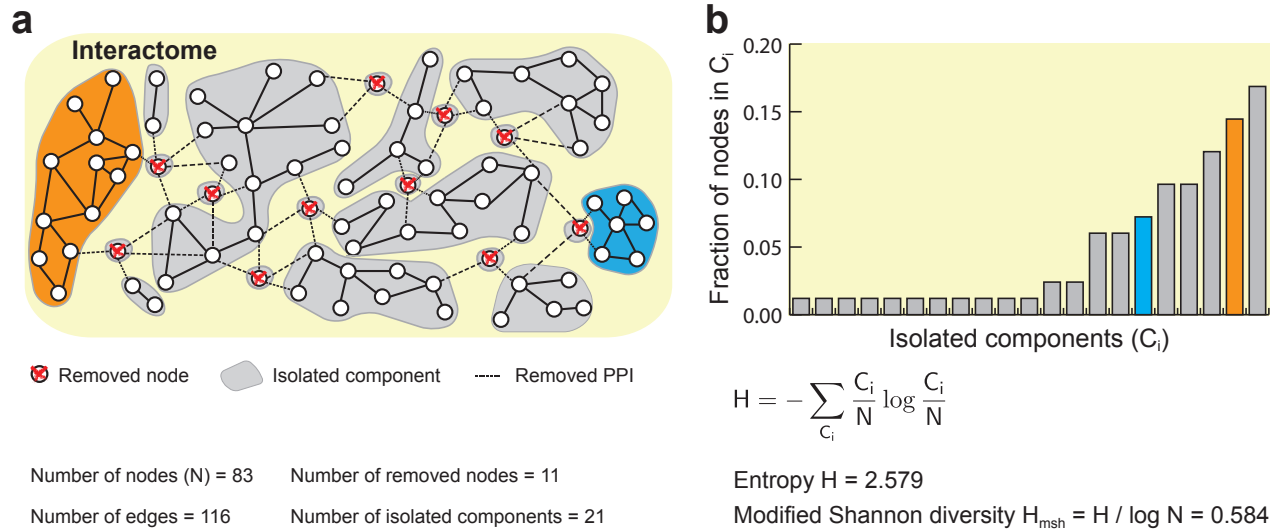 a
Interactome
Removed node
Isolated component
Removed PPI
Number of nodes (N) = 83
Number of removed nodes = 11
Number of edges = 116
Number of isolated components = 21
b
Fraction of nodes in Cᵢ
0.20
0.15
0.10
0.05
0.00
Isolated components (Cᵢ)
H = − ∑_Cᵢ Cᵢ/N log Cᵢ/N
Entropy H = 2.579
Modified Shannon diversity Hₘₛₕ = H / log N = 0.584